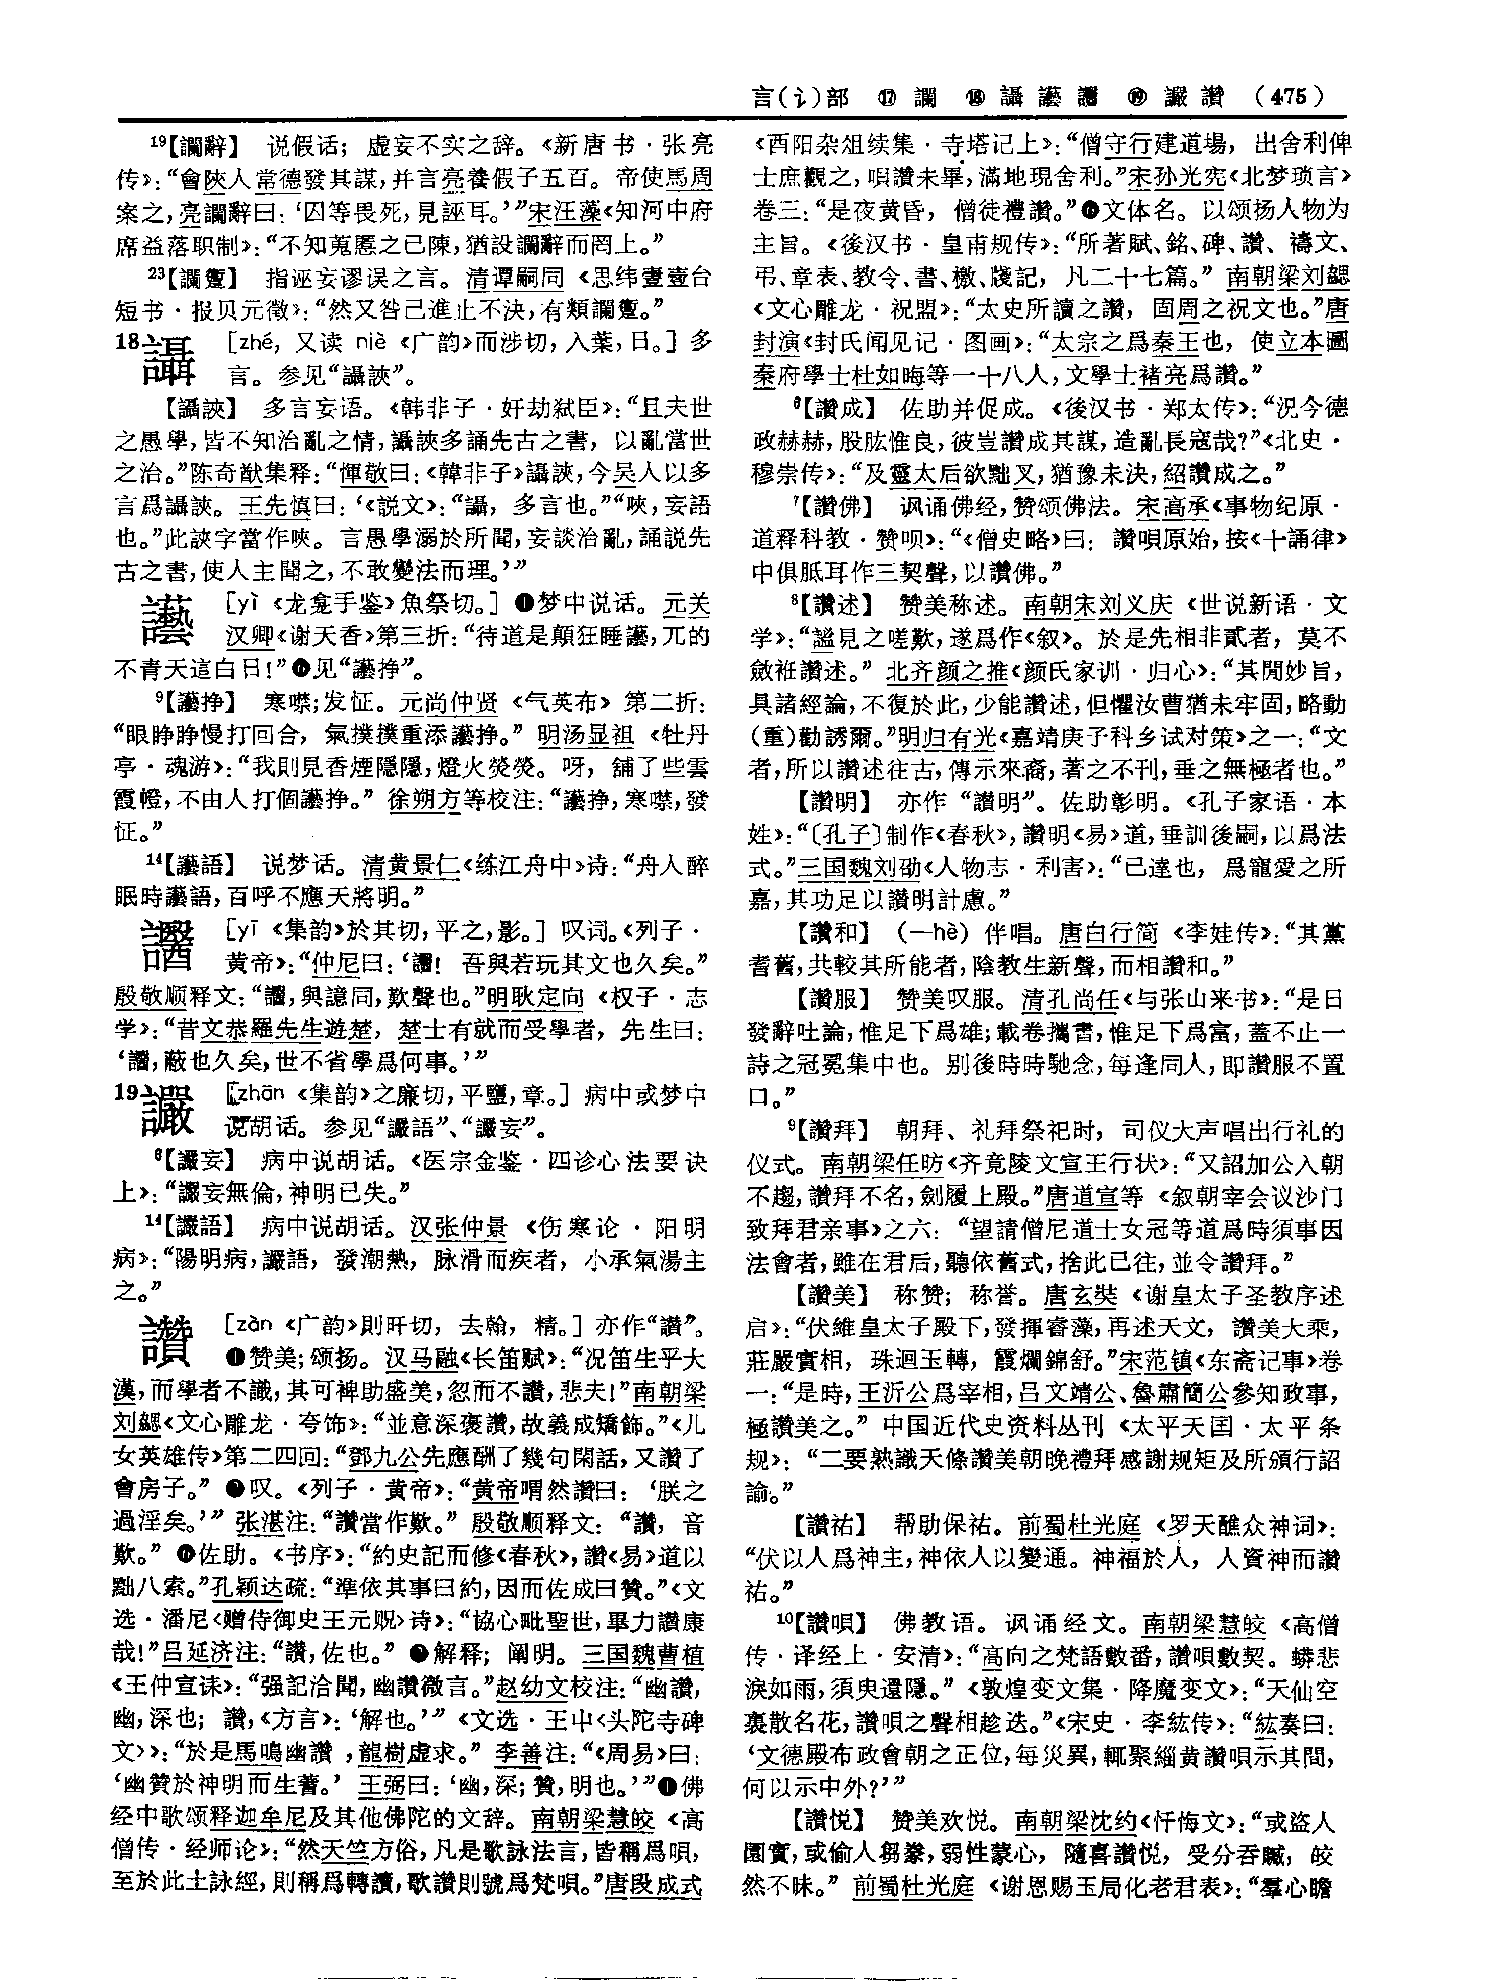 言(讠)部 ⑰ 讕 ⑱ 讘 讛 譩 ⑲ 讝 讚 (475)
¹⁹【讕辭】 说假话；虚妄不实之辞。《新唐书·张亮
传》：“會陝人常德發其謀，并言亮養假子五百。帝使馬周
案之，亮讕辭曰：‘囚等畏死，見誣耳。’”宋汪藻《知河中府
席益落职制》：“不知蒐慝之已陳，猶設讕辭而罔上。”
²³【讕讆】 指诬妄谬误之言。清谭嗣同《思纬壹壹台
短书·报贝元徵》：“然又咎己進止不決，有類讕讆。”
18讘 [zhé，又读 niè《广韵》而涉切，入葉，日。] 多
言。参见“讘𧧸”。
【讘𧧸】 多言妄语。《韩非子·奸劫弑臣》：“且夫世
之愚學，皆不知治亂之情，讘𧧸多誦先古之書，以亂當世
之治。”陈奇猷集释：“惲敬曰：《韓非子》讘𧧸，今吴人以多
言爲讘𧧸。王先慎曰：‘《説文》：“讘，多言也。”“唊，妄語
也。”此𧧸字當作唊。言愚學溺於所聞，妄談治亂，誦説先
古之書，使人主聞之，不敢變法而理。’”
讛 [yì《龙龛手鉴》魚祭切。] ❶梦中说话。元关
汉卿《谢天香》第三折：“待道是顛狂睡讛，兀的
不青天這白日！”❷见“讛挣”。
⁹【讛挣】 寒噤；发怔。元尚仲贤《气英布》第二折：
“眼睁睁慢打回合，氣撲撲重添讛挣。”明汤显祖《牡丹
亭·魂游》：“我則見香煙隱隱，燈火熒熒。呀，鋪了些雲
霞㡧，不由人打個讛挣。”徐朔方等校注：“讛挣，寒噤，發
怔。”
¹⁴【讛語】 说梦话。清黄景仁《练江舟中》诗：“舟人醉
眠時讛語，百呼不應天將明。”
譩 [yī《集韵》於其切，平之，影。] 叹词。《列子·
黄帝》：“仲尼曰：‘譩！吾與若玩其文也久矣。”
殷敬顺释文：“譩，與譩同，歎聲也。”明耿定向《权子·志
学》：“昔文恭羅先生遊楚，楚士有就而受學者，先生曰：
‘譩，蔽也久矣，世不省學爲何事。’”
19讝 [zhān《集韵》之廉切，平鹽，章。] 病中或梦中
说胡话。参见“讝語”、“讝妄”。
⁶【讝妄】 病中说胡话。《医宗金鉴·四诊心法要诀
上》：“讝妄無倫，神明已失。”
¹⁴【讝語】 病中说胡话。汉张仲景《伤寒论·阳明
病》：“陽明病，讝語，發潮熱，脉滑而疾者，小承氣湯主
之。”
讚 [zàn《广韵》則旰切，去翰，精。] 亦作“讃”。
❶赞美；颂扬。汉马融《长笛赋》：“况笛生乎大
漢，而學者不識，其可裨助盛美，忽而不讚，悲夫！”南朝梁
刘勰《文心雕龙·夸饰》：“並意深褒讚，故義成矯飾。”《儿
女英雄传》第二四回：“鄧九公先應酬了幾句閑話，又讚了
會房子。”❷叹。《列子·黄帝》：“黄帝喟然讚曰：‘朕之
過淫矣。’”张湛注：“讚當作歎。”殷敬顺释文：“讚，音
歎。”❸佐助。《书序》：“約史記而修《春秋》，讚《易》道以
黜八索。”孔颖达疏：“準依其事曰約，因而佐成曰贊。”《文
选·潘尼〈赠侍御史王元贶〉诗》：“協心毗聖世，畢力讚康
哉！”吕延济注：“讚，佐也。”❹解释；阐明。三国魏曹植
《王仲宣诔》：“强記洽聞，幽讚微言。”赵幼文校注：“幽讚，
幽，深也；讚，《方言》：‘解也。’”《文选·王屮〈头陀寺碑
文〉》：“於是馬鳴幽讚，龍樹虚求。”李善注：“《周易》曰：
‘幽贊於神明而生蓍。’王弼曰：‘幽，深；贊，明也。’”❺佛
经中歌颂释迦牟尼及其他佛陀的文辞。南朝梁慧皎《高
僧传·经师论》：“然天竺方俗，凡是歌詠法言，皆稱爲唄，
至於此土詠經，則稱爲轉讀，歌讚則號爲梵唄。”唐段成式
《酉阳杂俎续集·寺塔记上》：“僧守行建道場，出舍利俾
士庶觀之，唄讚未畢，滿地現舍利。”宋孙光宪《北梦琐言》
卷三：“是夜黄昏，僧徒禮讚。”❻文体名。以颂扬人物为
主旨。《後汉书·皇甫规传》：“所著賦、銘、碑、讚、禱文、
弔、章表、教令、書、檄、牋記，凡二十七篇。”南朝梁刘勰
《文心雕龙·祝盟》：“太史所讀之讚，固周之祝文也。”唐
封演《封氏闻见记·图画》：“太宗之爲秦王也，使立本圖
秦府學士杜如晦等一十八人，文學士褚亮爲讚。”
⁶【讚成】 佐助并促成。《後汉书·郑太传》：“況今德
政赫赫，股肱惟良，彼豈讚成其謀，造亂長寇哉？”《北史·
穆崇传》：“及靈太后欲黜叉，猶豫未決，紹讚成之。”
⁷【讚佛】 讽诵佛经，赞颂佛法。宋高承《事物纪原·
道释科教·赞呗》：“《僧史略》曰：讚唄原始，按《十誦律》
中俱胝耳作三契聲，以讚佛。”
⁸【讚述】 赞美称述。南朝宋刘义庆《世说新语·文
学》：“謐見之嗟歎，遂爲作《叙》。於是先相非貳者，莫不
斂衽讚述。”北齐颜之推《颜氏家训·归心》：“其閒妙旨，
具諸經論，不復於此，少能讚述，但懼汝曹猶未牢固，略動
（重）勸誘爾。”明归有光《嘉靖庚子科乡试对策》之一：“文
者，所以讚述往古，傳示來裔，著之不刊，垂之無極者也。”
【讚明】 亦作“讃明”。佐助彰明。《孔子家语·本
姓》：“〔孔子〕制作《春秋》，讚明《易》道，垂訓後嗣，以爲法
式。”三国魏刘劭《人物志·利害》：“已達也，爲寵愛之所
嘉，其功足以讃明計慮。”
【讚和】 （—hè）伴唱。唐白行简《李娃传》：“其黨
耆舊，共較其所能者，陰教生新聲，而相讚和。”
【讚服】 赞美叹服。清孔尚任《与张山来书》：“是日
發辭吐論，惟足下爲雄；載卷攜書，惟足下爲富，蓋不止一
詩之冠冕集中也。别後時時馳念，每逢同人，即讚服不置
口。”
⁹【讚拜】 朝拜、礼拜祭祀时，司仪大声唱出行礼的
仪式。南朝梁任昉《齐竟陵文宣王行状》：“又詔加公入朝
不趨，讚拜不名，劍履上殿。”唐道宣等《叙朝宰会议沙门
致拜君亲事》之六：“望請僧尼道士女冠等道爲時須事因
法會者，雖在君后，聽依舊式，捨此已往，並令讚拜。”
【讚美】 称赞；称誉。唐玄奘《谢皇太子圣教序述
启》：“伏維皇太子殿下，發揮睿藻，再述天文，讚美大乘，
莊嚴實相，珠迴玉轉，霞爛錦舒。”宋范镇《东斋记事》卷
一：“是時，王沂公爲宰相，吕文靖公、魯肅簡公參知政事，
極讚美之。”中国近代史资料丛刊《太平天囯·太平条
规》：“二要熟識天條讚美朝晚禮拜感謝规矩及所頒行詔
諭。”
【讚祐】 帮助保祐。前蜀杜光庭《罗天醮众神词》：
“伏以人爲神主，神依人以變通。神福於人，人資神而讚
祐。”
¹⁰【讚唄】 佛教语。讽诵经文。南朝梁慧皎《高僧
传·译经上·安清》：“高向之梵語數番，讚唄數契。蟒悲
淚如雨，須臾還隱。”《敦煌变文集·降魔变文》：“天仙空
裏散名花，讚唄之聲相趁迭。”《宋史·李紘传》：“紘奏曰：
‘文德殿布政會朝之正位，每災異，輒聚緇黄讚唄示其閒，
何以示中外？’”
【讚悦】 赞美欢悦。南朝梁沈约《忏悔文》：“或盜人
園實，或偷人芻豢，弱性蒙心，隨喜讚悦，受分吞贓，皎
然不昧。”前蜀杜光庭《谢恩赐玉局化老君表》：“羣心瞻